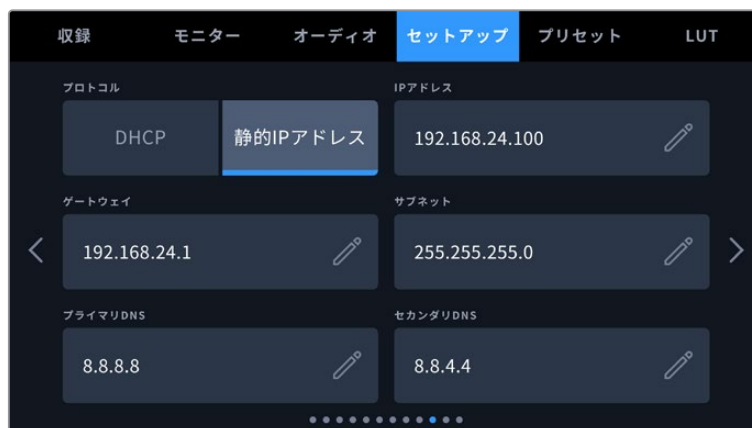 収録 モニター オーディオ セットアップ プリセット LUT
プロトコル IPアドレス
DHCP 静的IPアドレス 192.168.24.100
ゲートウェイ サブネット
192.168.24.1 255.255.255.0
プライマリDNS セカンダリDNS
8.8.8.8 8.8.4.4